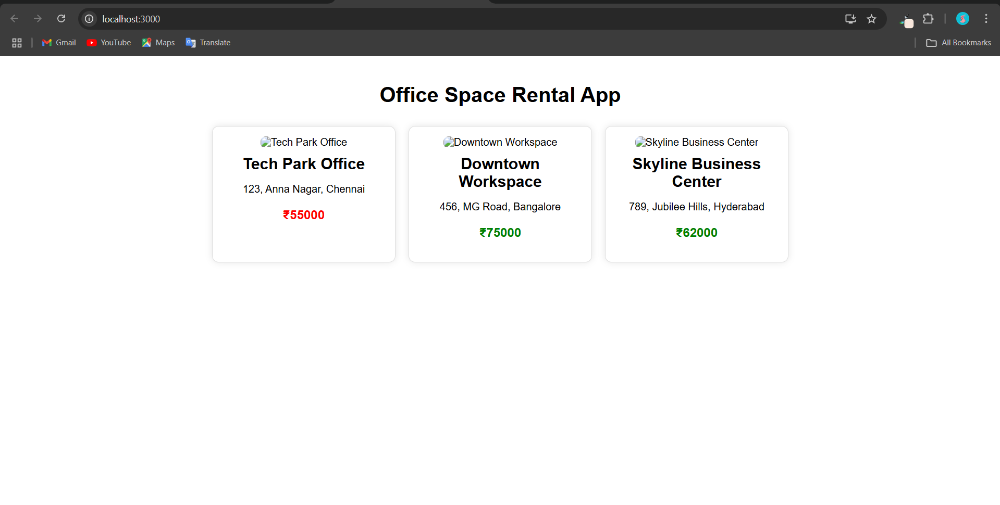 localhost:3000
Gmail YouTube Maps Translate All Bookmarks
Office Space Rental App
Tech Park Office
Tech Park Office
123, Anna Nagar, Chennai
₹55000
Downtown Workspace
Downtown
Workspace
456, MG Road, Bangalore
₹75000
Skyline Business Center
Skyline Business
Center
789, Jubilee Hills, Hyderabad
₹62000